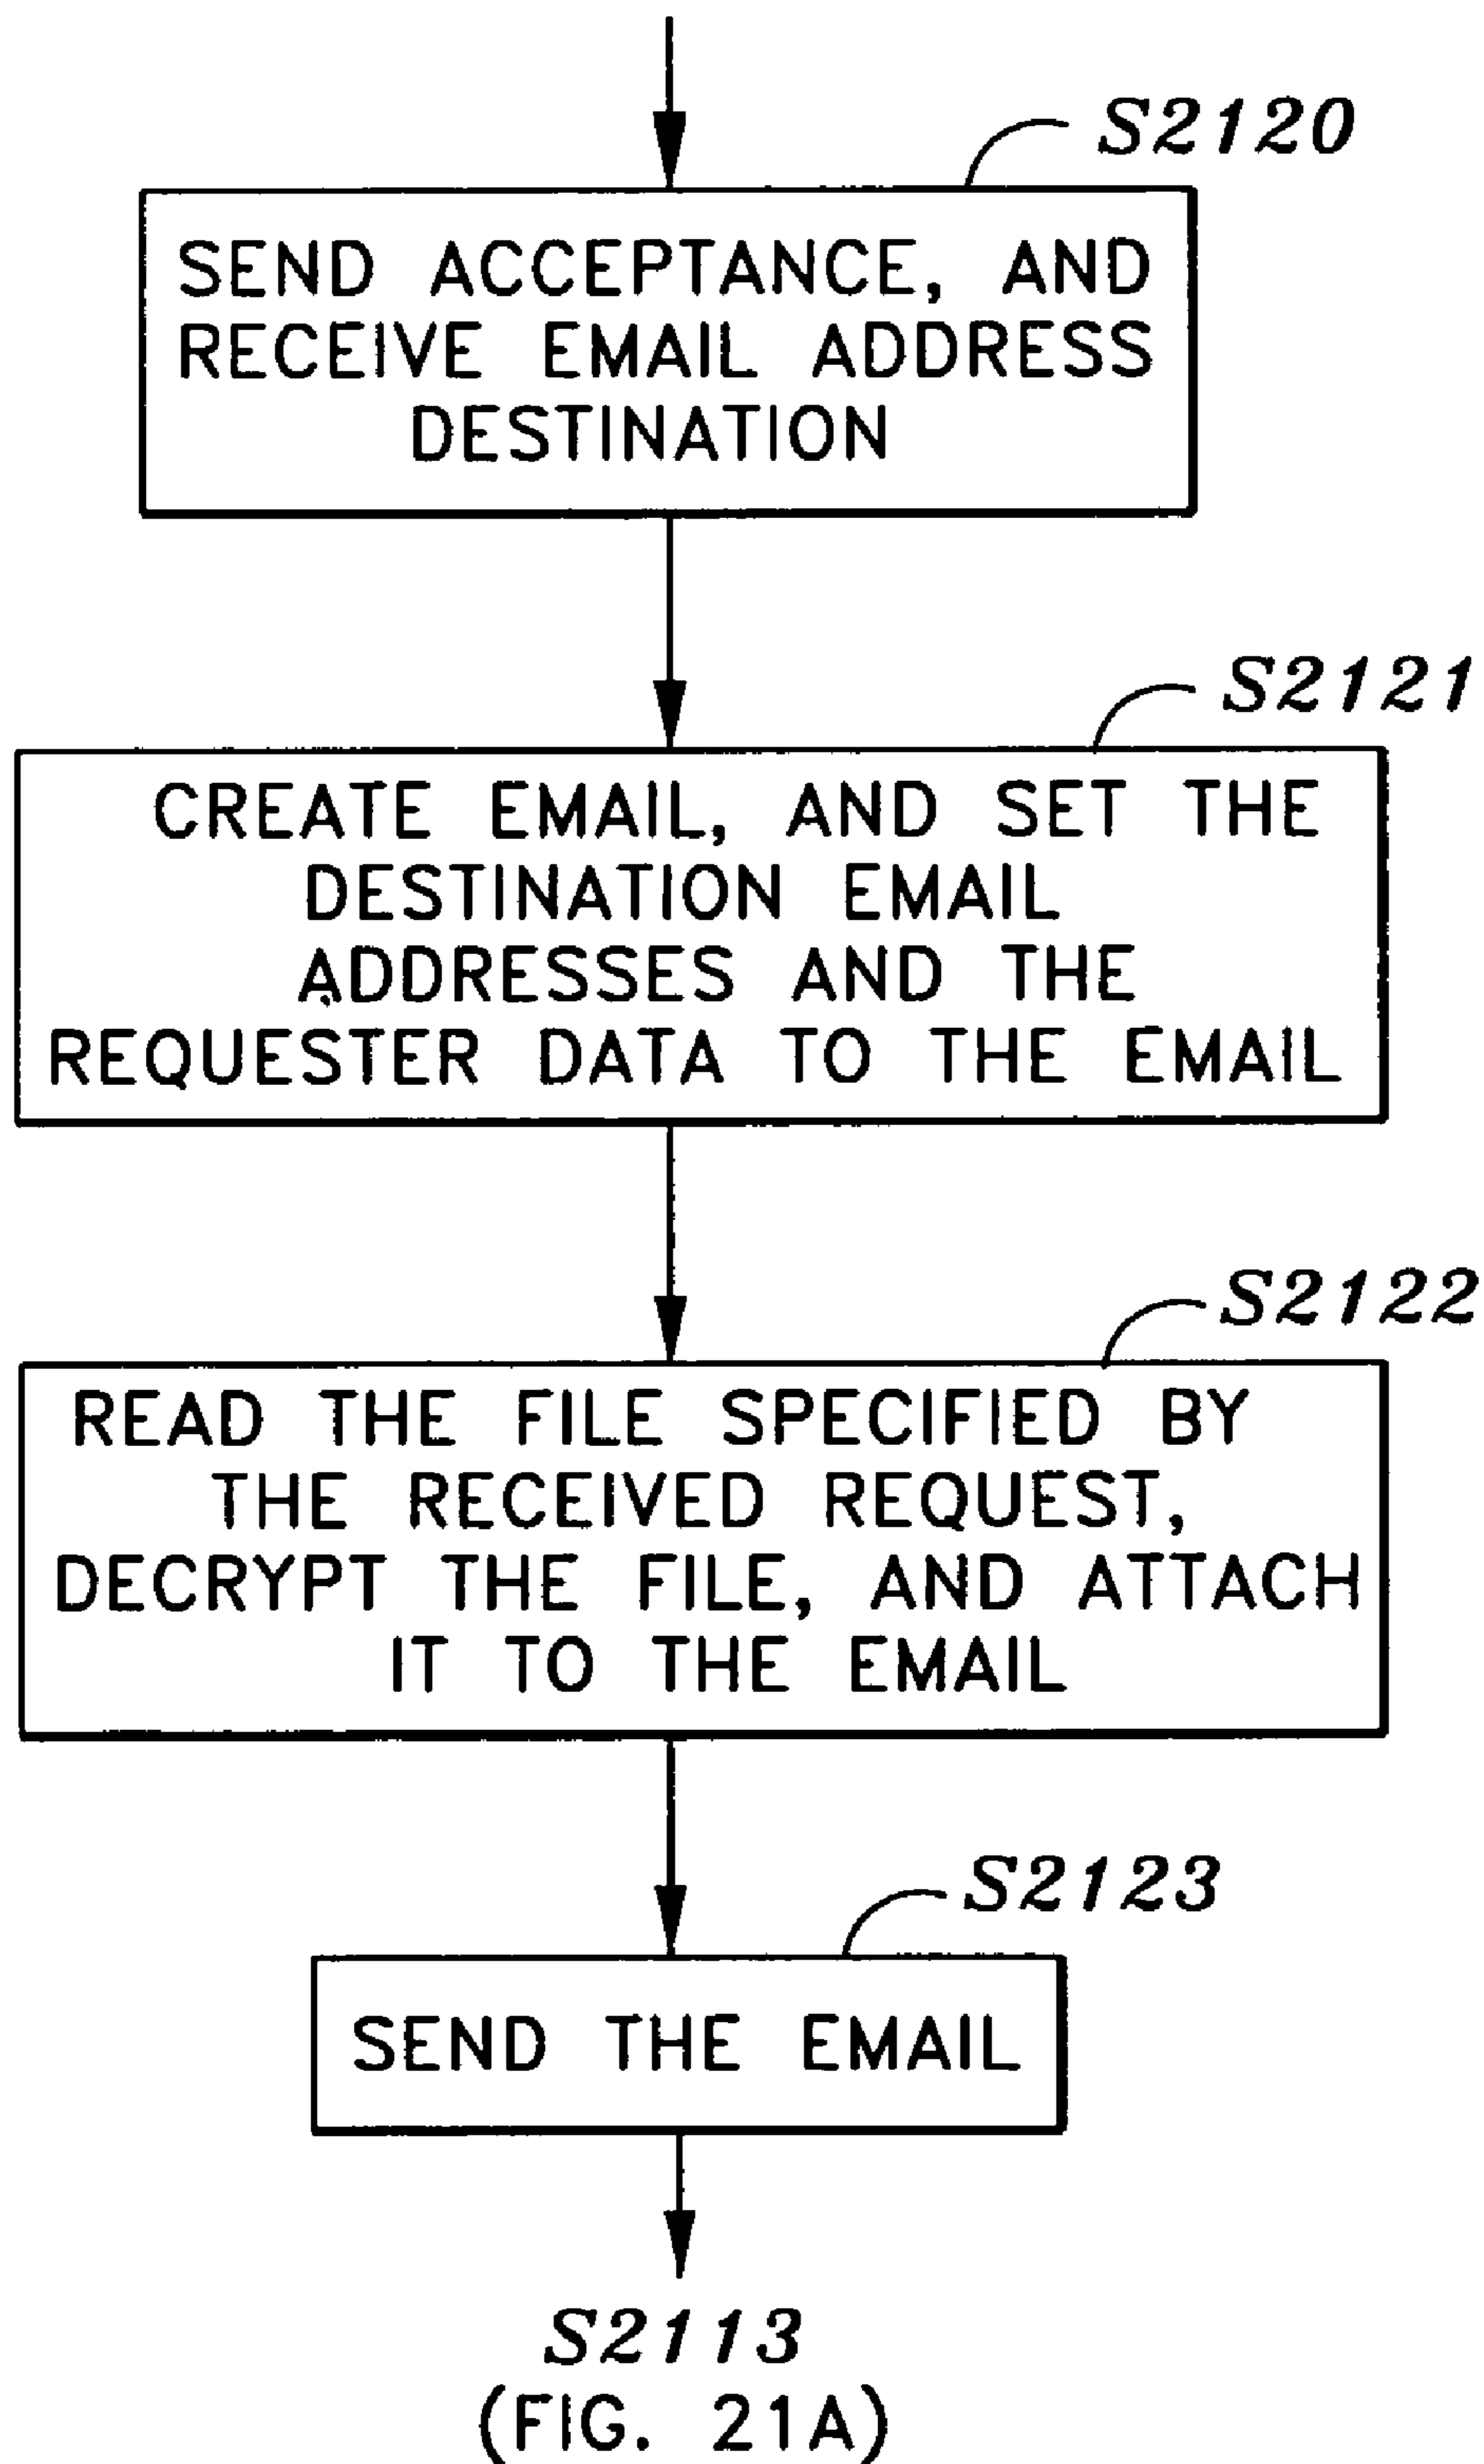 S2120
SEND ACCEPTANCE, AND
RECEIVE EMAIL ADDRESS
DESTINATION
S2121
CREATE EMAIL, AND SET THE
DESTINATION EMAIL
ADDRESSES AND THE
REQUESTER DATA TO THE EMAIL
S2122
READ THE FILE SPECIFIED BY
THE RECEIVED REQUEST,
DECRYPT THE FILE, AND ATTACH
IT TO THE EMAIL
S2123
SEND THE EMAIL
S2113
(FIG. 21A)